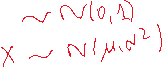 ~ N(0,1)
X ~ N(μ,σ²)